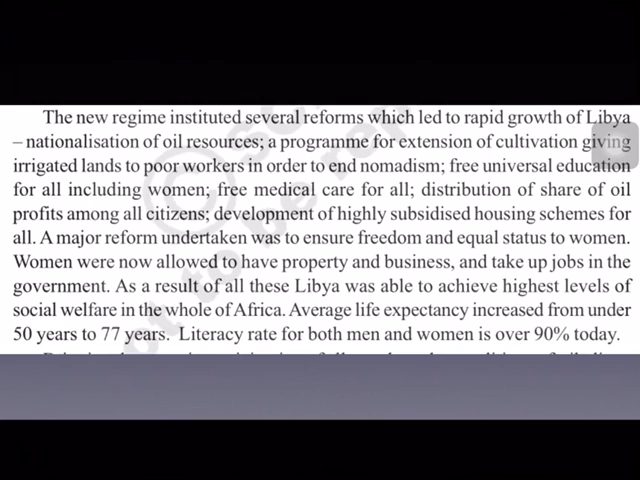 The new regime instituted several reforms which led to rapid growth of Libya
– nationalisation of oil resources; a programme for extension of cultivation giving
irrigated lands to poor workers in order to end nomadism; free universal education
for all including women; free medical care for all; distribution of share of oil
profits among all citizens; development of highly subsidised housing schemes for
all. A major reform undertaken was to ensure freedom and equal status to women.
Women were now allowed to have property and business, and take up jobs in the
government. As a result of all these Libya was able to achieve highest levels of
social welfare in the whole of Africa. Average life expectancy increased from under
50 years to 77 years. Literacy rate for both men and women is over 90% today.